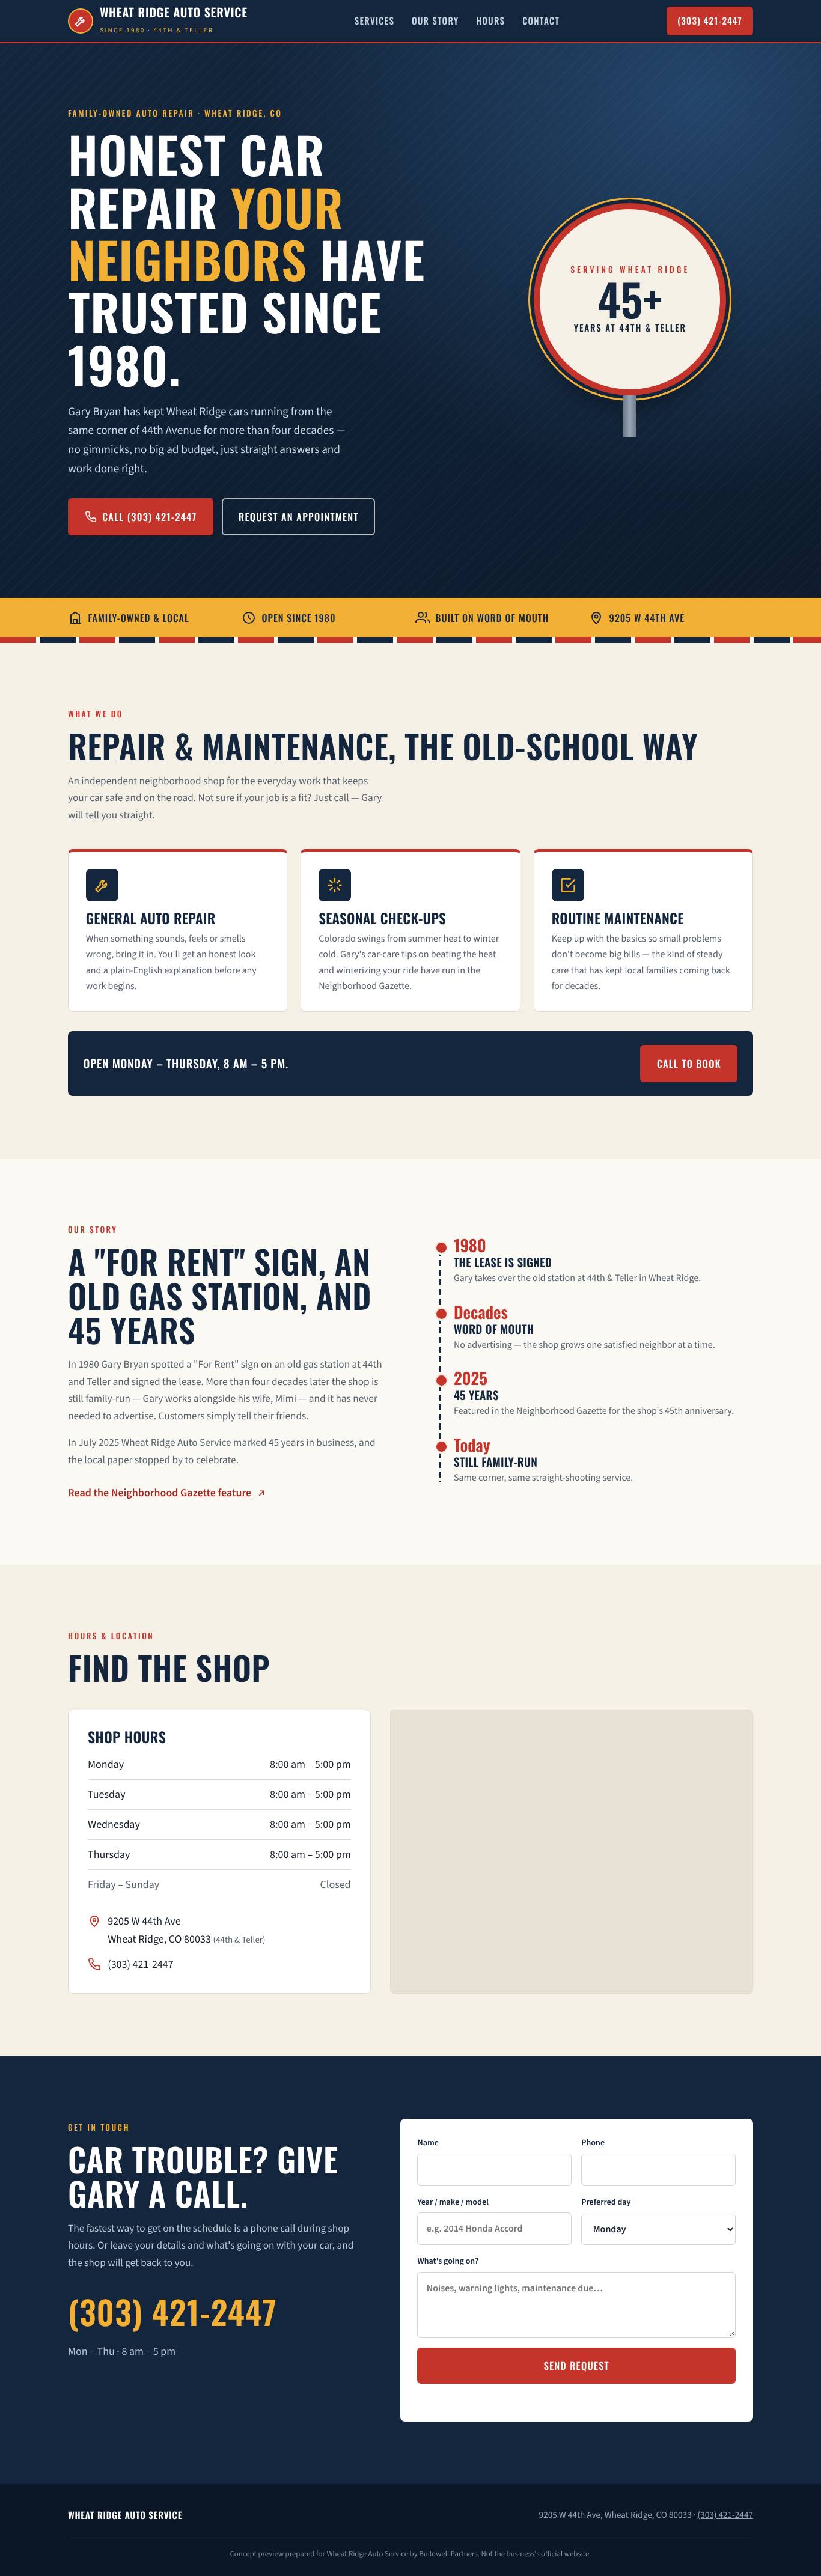 WHEAT RIDGE AUTO SERVICE
SINCE 1980 · 44TH & TELLER
SERVICES
OUR STORY
HOURS
CONTACT
(303) 421-2447
FAMILY-OWNED AUTO REPAIR · WHEAT RIDGE, CO
HONEST CAR
REPAIR YOUR
NEIGHBORS HAVE
TRUSTED SINCE
1980.
Gary Bryan has kept Wheat Ridge cars running from the
same corner of 44th Avenue for more than four decades —
no gimmicks, no big ad budget, just straight answers and
work done right.
CALL (303) 421-2447
REQUEST AN APPOINTMENT
SERVING WHEAT RIDGE
45+
YEARS AT 44TH & TELLER
FAMILY-OWNED & LOCAL
OPEN SINCE 1980
BUILT ON WORD OF MOUTH
9205 W 44TH AVE
WHAT WE DO
REPAIR & MAINTENANCE, THE OLD-SCHOOL WAY
An independent neighborhood shop for the everyday work that keeps
your car safe and on the road. Not sure if your job is a fit? Just call — Gary
will tell you straight.
GENERAL AUTO REPAIR
When something sounds, feels or smells
wrong, bring it in. You'll get an honest look
and a plain-English explanation before any
work begins.
SEASONAL CHECK-UPS
Colorado swings from summer heat to winter
cold. Gary's car-care tips on beating the heat
and winterizing your ride have run in the
Neighborhood Gazette.
ROUTINE MAINTENANCE
Keep up with the basics so small problems
don't become big bills — the kind of steady
care that has kept local families coming back
for decades.
OPEN MONDAY – THURSDAY, 8 AM – 5 PM.
CALL TO BOOK
OUR STORY
A "FOR RENT" SIGN, AN
OLD GAS STATION, AND
45 YEARS
In 1980 Gary Bryan spotted a "For Rent" sign on an old gas station at 44th
and Teller and signed the lease. More than four decades later the shop is
still family-run — Gary works alongside his wife, Mimi — and it has never
needed to advertise. Customers simply tell their friends.
In July 2025 Wheat Ridge Auto Service marked 45 years in business, and
the local paper stopped by to celebrate.
Read the Neighborhood Gazette feature
1980
THE LEASE IS SIGNED
Gary takes over the old station at 44th & Teller in Wheat Ridge.
Decades
WORD OF MOUTH
No advertising — the shop grows one satisfied neighbor at a time.
2025
45 YEARS
Featured in the Neighborhood Gazette for the shop's 45th anniversary.
Today
STILL FAMILY-RUN
Same corner, same straight-shooting service.
HOURS & LOCATION
FIND THE SHOP
SHOP HOURS
Monday 8:00 am – 5:00 pm
Tuesday 8:00 am – 5:00 pm
Wednesday 8:00 am – 5:00 pm
Thursday 8:00 am – 5:00 pm
Friday – Sunday Closed
9205 W 44th Ave
Wheat Ridge, CO 80033 (44th & Teller)
(303) 421-2447
GET IN TOUCH
CAR TROUBLE? GIVE
GARY A CALL.
The fastest way to get on the schedule is a phone call during shop
hours. Or leave your details and what's going on with your car, and
the shop will get back to you.
(303) 421-2447
Mon – Thu · 8 am – 5 pm
Name
Phone
Year / make / model
Preferred day
e.g. 2014 Honda Accord
Monday
What's going on?
Noises, warning lights, maintenance due…
SEND REQUEST
WHEAT RIDGE AUTO SERVICE
9205 W 44th Ave, Wheat Ridge, CO 80033 · (303) 421-2447
Concept preview prepared for Wheat Ridge Auto Service by Buildwell Partners. Not the business's official website.